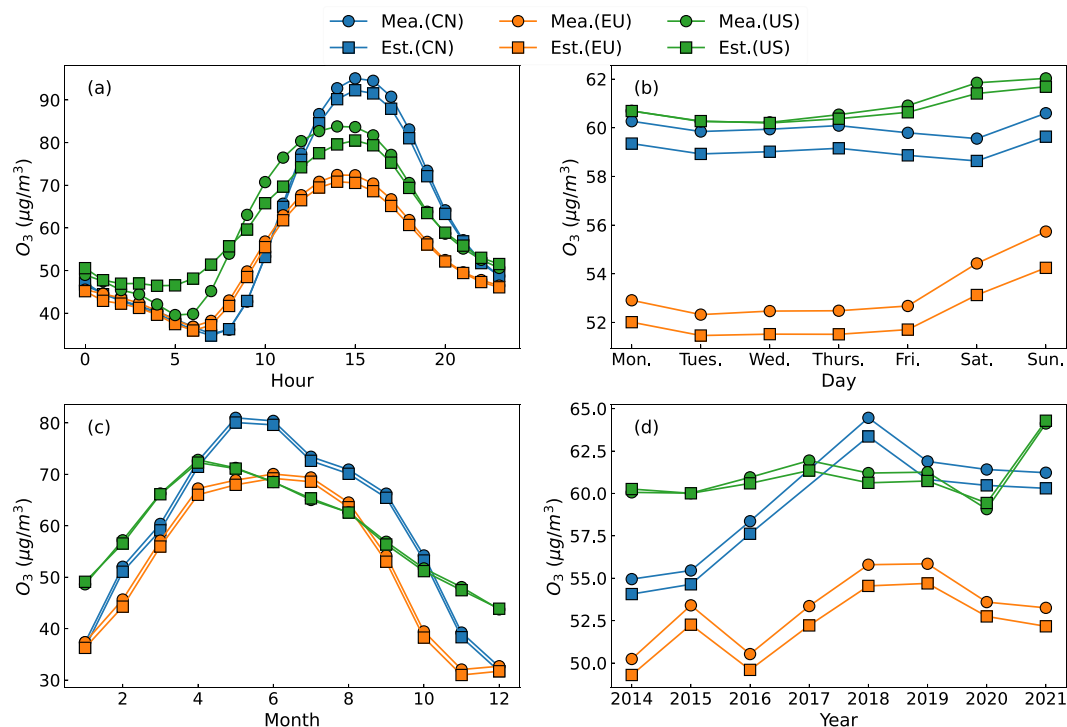 Mea.(CN) Mea.(EU) Mea.(US)
Est.(CN) Est.(EU) Est.(US)
(a)
O₃ (μg/m³)
90
80
70
60
50
40
0 5 10 15 20
Hour
(b)
O₃ (μg/m³)
62
60
58
56
54
52
Mon. Tues. Wed. Thurs. Fri. Sat. Sun.
Day
(c)
O₃ (μg/m³)
80
70
60
50
40
30
2 4 6 8 10 12
Month
(d)
O₃ (μg/m³)
65.0
62.5
60.0
57.5
55.0
52.5
50.0
2014 2015 2016 2017 2018 2019 2020 2021
Year